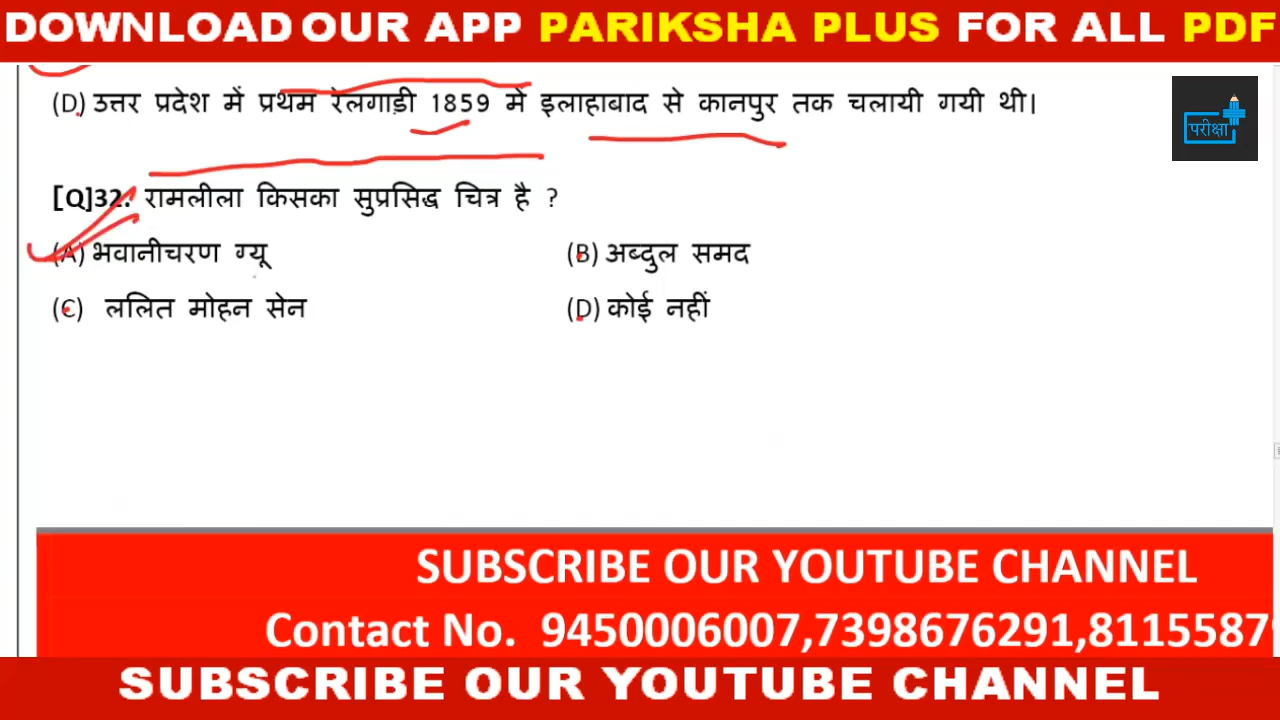 DOWNLOAD OUR APP PARIKSHA PLUS FOR ALL PDF
(D) उत्तर प्रदेश में प्रथम रेलगाड़ी 1859 में इलाहाबाद से कानपुर तक चलायी गयी थी।
परीक्षा
[Q]32. रामलीला किसका सुप्रसिद्ध चित्र है ?
(A) भवानीचरण ग्यू
(B) अब्दुल समद
(C) ललित मोहन सेन
(D) कोई नहीं
SUBSCRIBE OUR YOUTUBE CHANNEL
Contact No. 9450006007,7398676291,81155879
SUBSCRIBE OUR YOUTUBE CHANNEL